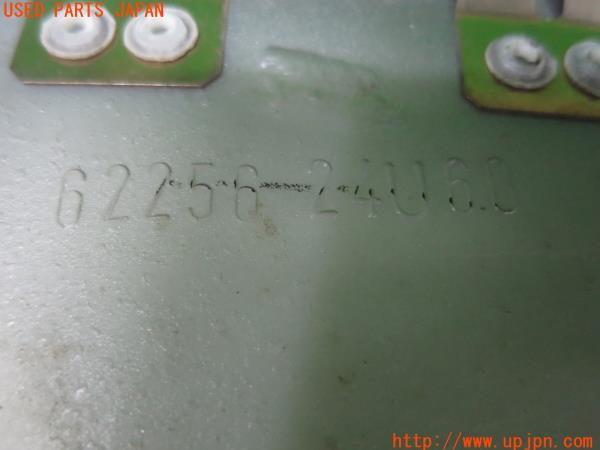 USED PARTS JAPAN
62256-24U60
http://www.upjpn.com/